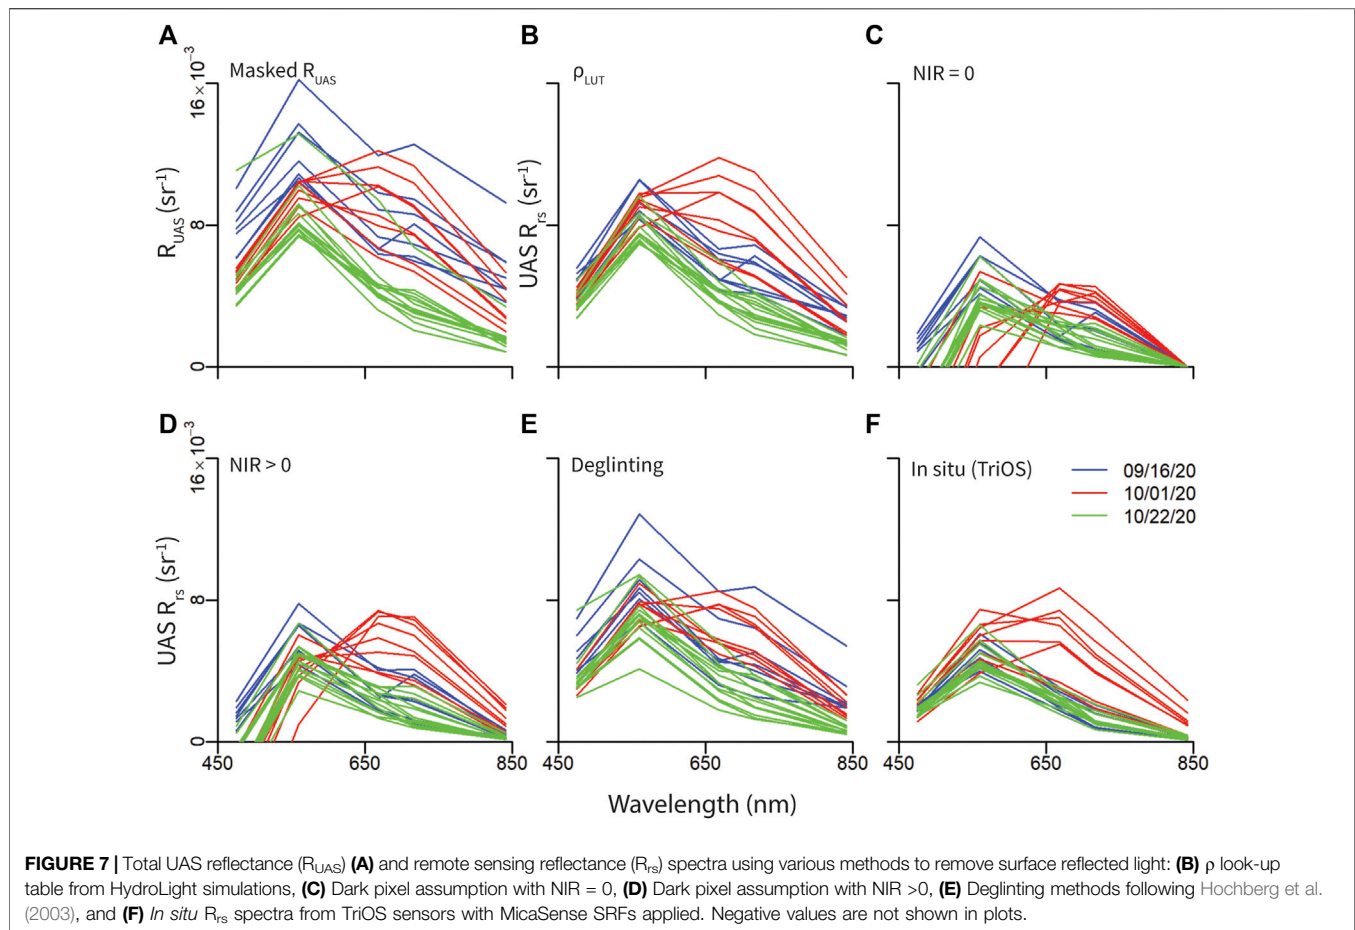 A
B
C
Masked R_UAS
ρ_LUT
NIR = 0
16 × 10⁻³
8
0
R_UAS (sr⁻¹)
UAS R_rs (sr⁻¹)
D
E
F
NIR > 0
Deglinting
In situ (TriOS)
09/16/20
10/01/20
10/22/20
16 × 10⁻³
8
0
UAS R_rs (sr⁻¹)
450 650 850
450 650 850
450 650 850
Wavelength (nm)
FIGURE 7 | Total UAS reflectance (R_UAS) (A) and remote sensing reflectance (R_rs) spectra using various methods to remove surface reflected light: (B) ρ look-up
table from HydroLight simulations, (C) Dark pixel assumption with NIR = 0, (D) Dark pixel assumption with NIR >0, (E) Deglinting methods following Hochberg et al.
(2003), and (F) In situ R_rs spectra from TriOS sensors with MicaSense SRFs applied. Negative values are not shown in plots.